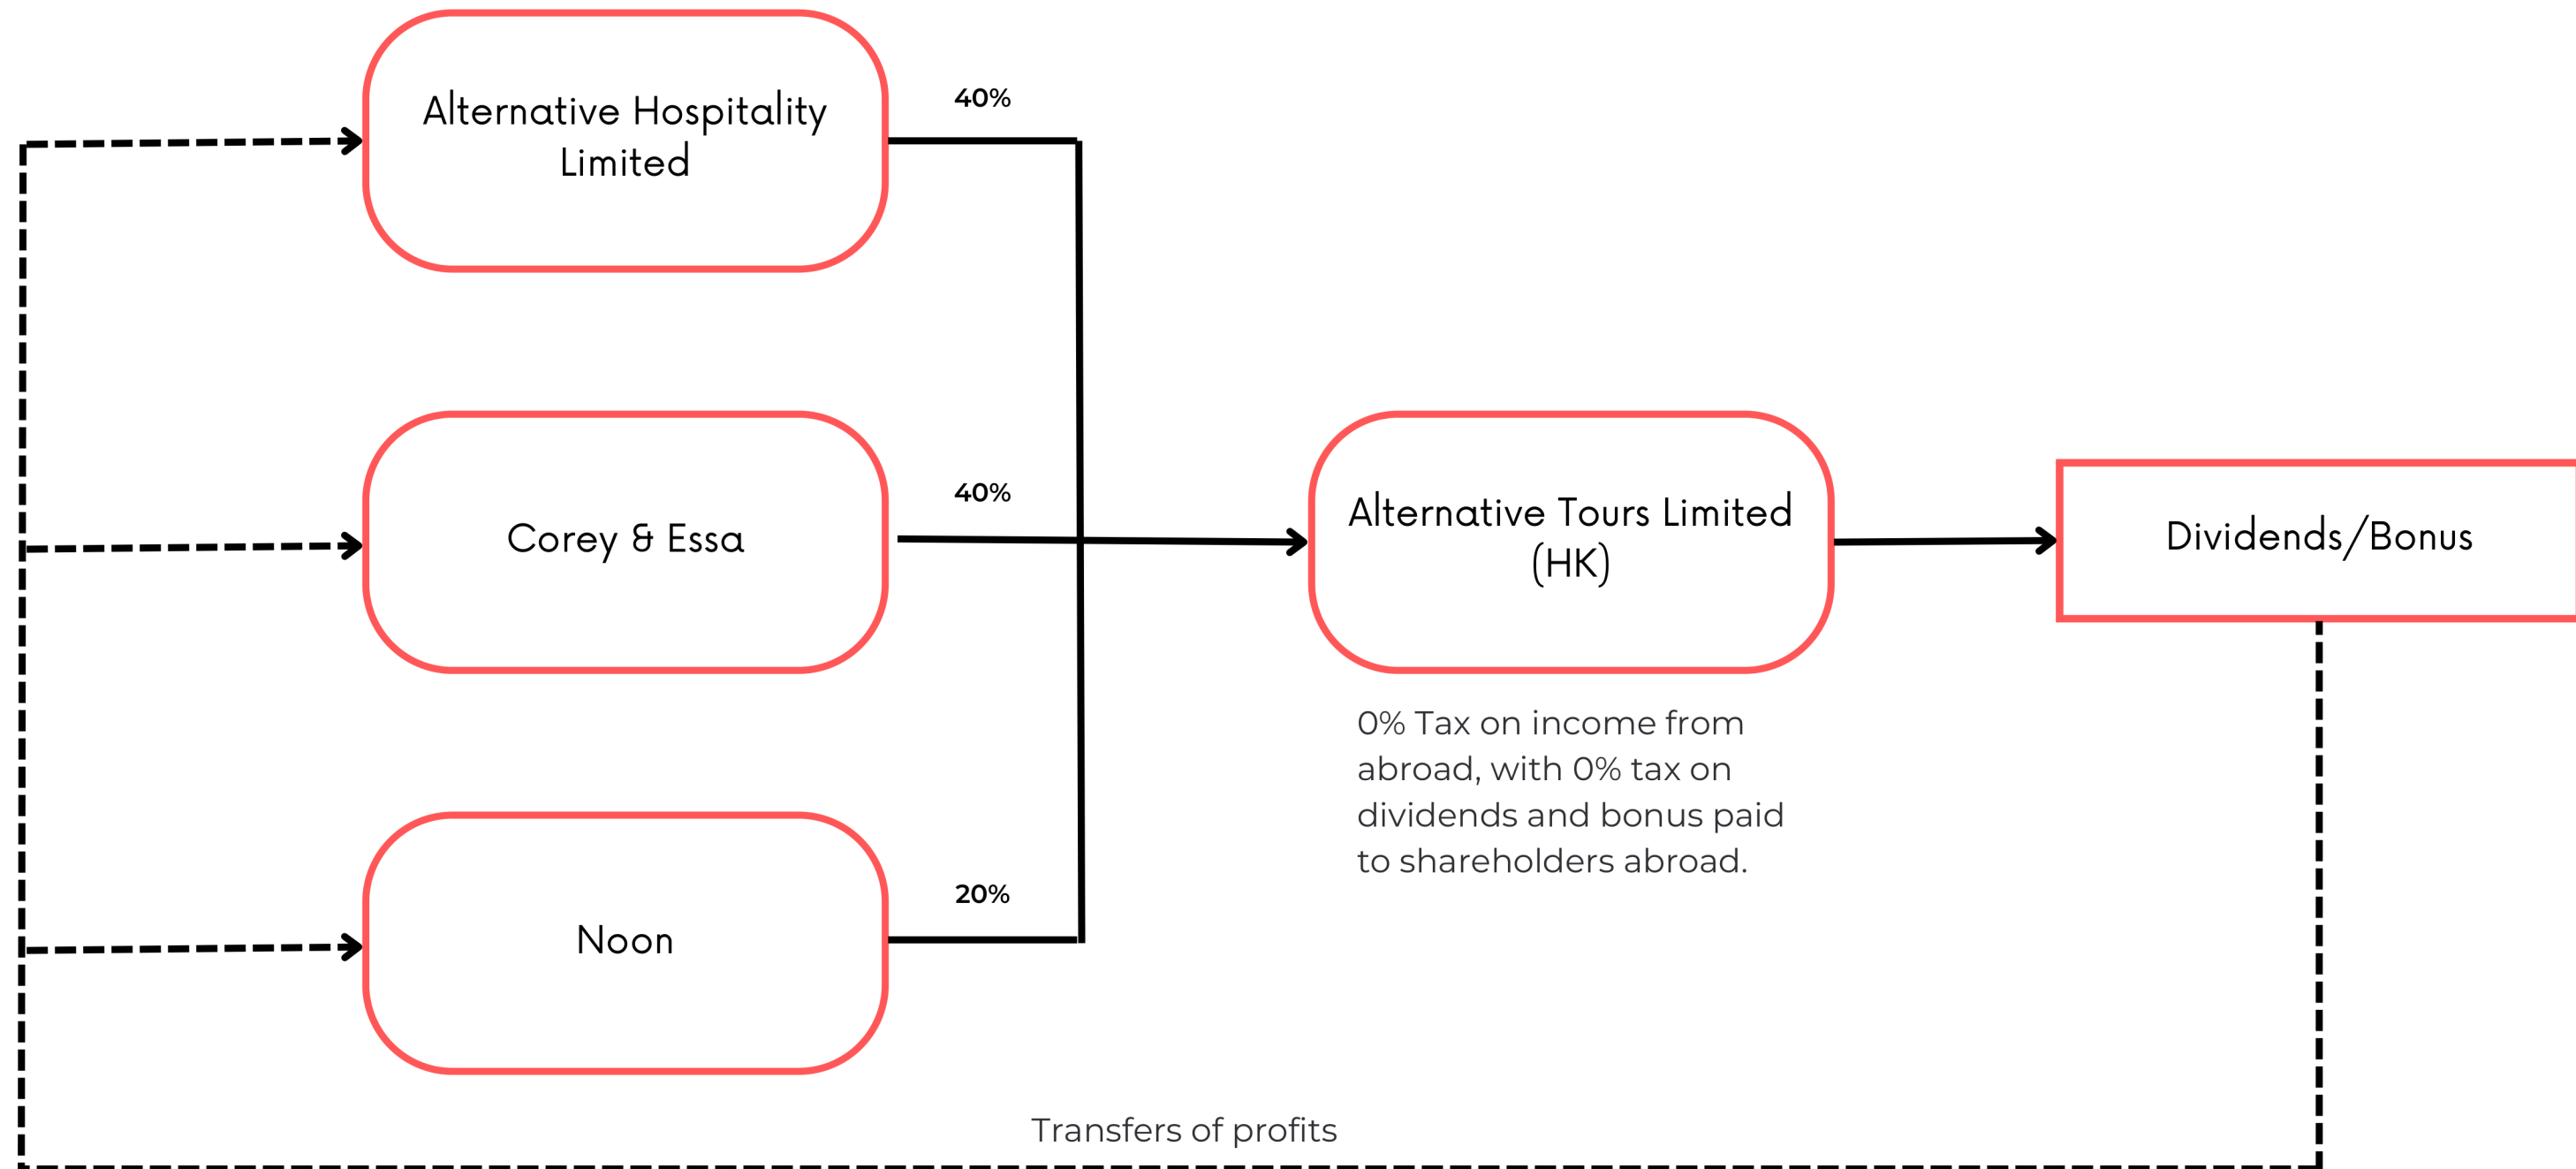 40%
Alternative Hospitality
Limited
40%
Corey & Essa
Alternative Tours Limited
(HK)
Dividends/Bonus
0% Tax on income from
abroad, with 0% tax on
dividends and bonus paid
to shareholders abroad.
20%
Noon
Transfers of profits